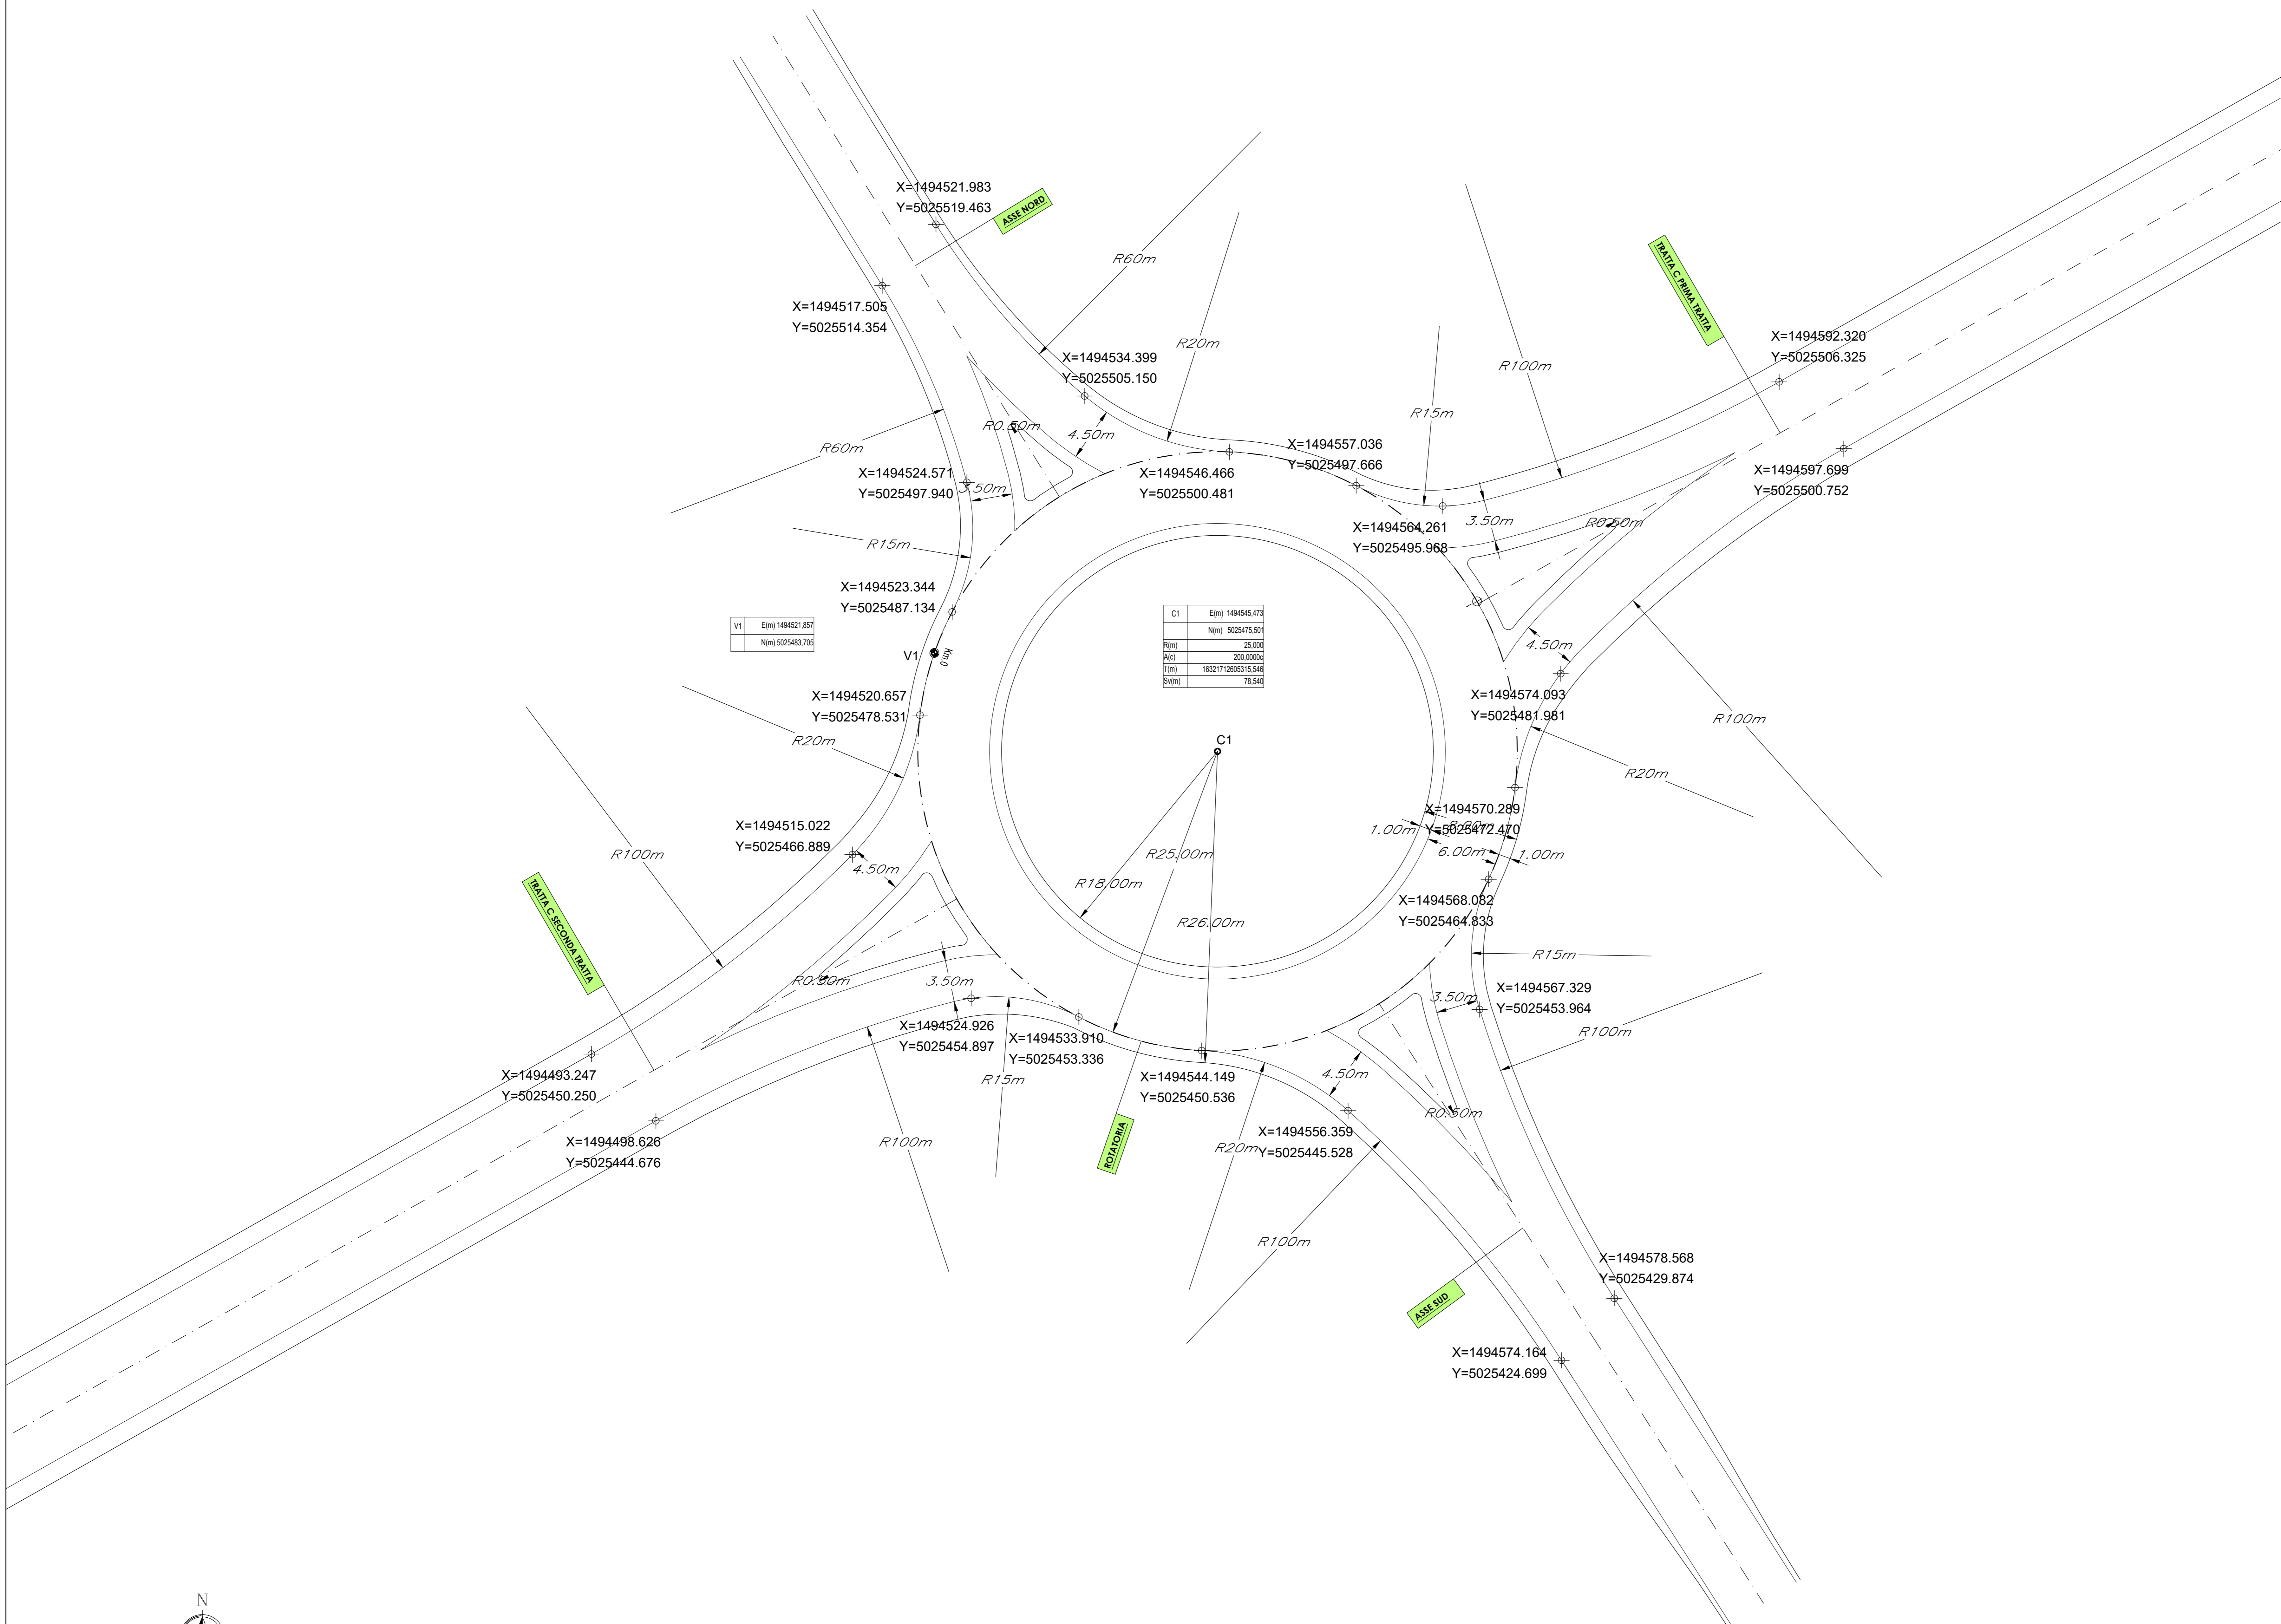 X=1494521.983
Y=5025519.463
ASSE NORD
R60m
X=1494517.505
Y=5025514.354
TRATTA C PRIMA TRATTA
X=1494592.320
Y=5025506.325
X=1494534.399
Y=5025505.150
R20m
R100m
R15m
R0.50m
4.50m
R60m
X=1494557.036
Y=5025497.666
X=1494524.571
Y=5025497.940
3.50m
X=1494546.466
Y=5025500.481
X=1494597.699
Y=5025500.752
X=1494564.261
Y=5025495.968
3.50m
R0.50m
R15m
X=1494523.344
Y=5025487.134
V1 E(m) 1494521,857
N(m) 5025483,705
V1
Km.0
C1 E(m) 1494545,473
N(m) 5025475,501
R(m) 25,000
A(c) 200,0000c
T(m) 16321712605315,546
Sv(m) 78,540
4.50m
X=1494520.657
Y=5025478.531
X=1494574.093
Y=5025481.981
R100m
R20m
C1
R20m
X=1494515.022
Y=5025466.889
X=1494570.289
Y=5025472.470
1.00m
6.00m
1.00m
R100m
4.50m
R25.00m
R18.00m
R26.00m
TRATTA C SECONDA TRATTA
X=1494568.082
Y=5025464.833
R15m
R0.50m
3.50m
3.50m
X=1494567.329
Y=5025453.964
X=1494524.926
Y=5025454.897
X=1494533.910
Y=5025453.336
R100m
X=1494493.247
Y=5025450.250
R15m
X=1494544.149
Y=5025450.536
4.50m
R0.50m
X=1494498.626
Y=5025444.676
R100m
ROTATORIA
R20m
X=1494556.359
Y=5025445.528
R100m
X=1494578.568
Y=5025429.874
ASSE SUD
X=1494574.164
Y=5025424.699
N